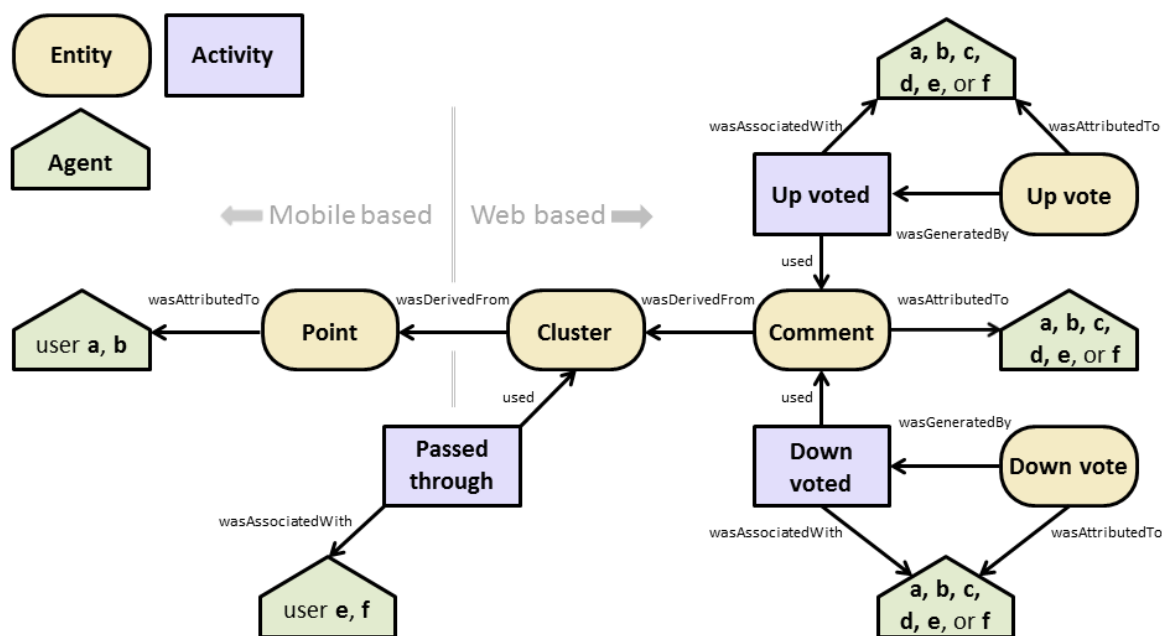 Entity
Activity
Agent
a, b, c,
d, e, or f
wasAssociatedWith
wasAttributedTo
Up voted
Up vote
wasGeneratedBy
used
Mobile based
Web based
user a, b
wasAttributedTo
Point
wasDerivedFrom
Cluster
wasDerivedFrom
Comment
wasAttributedTo
a, b, c,
d, e, or f
used
Passed
through
wasAssociatedWith
user e, f
used
wasGeneratedBy
Down
voted
Down vote
wasAssociatedWith
wasAttributedTo
a, b, c,
d, e, or f